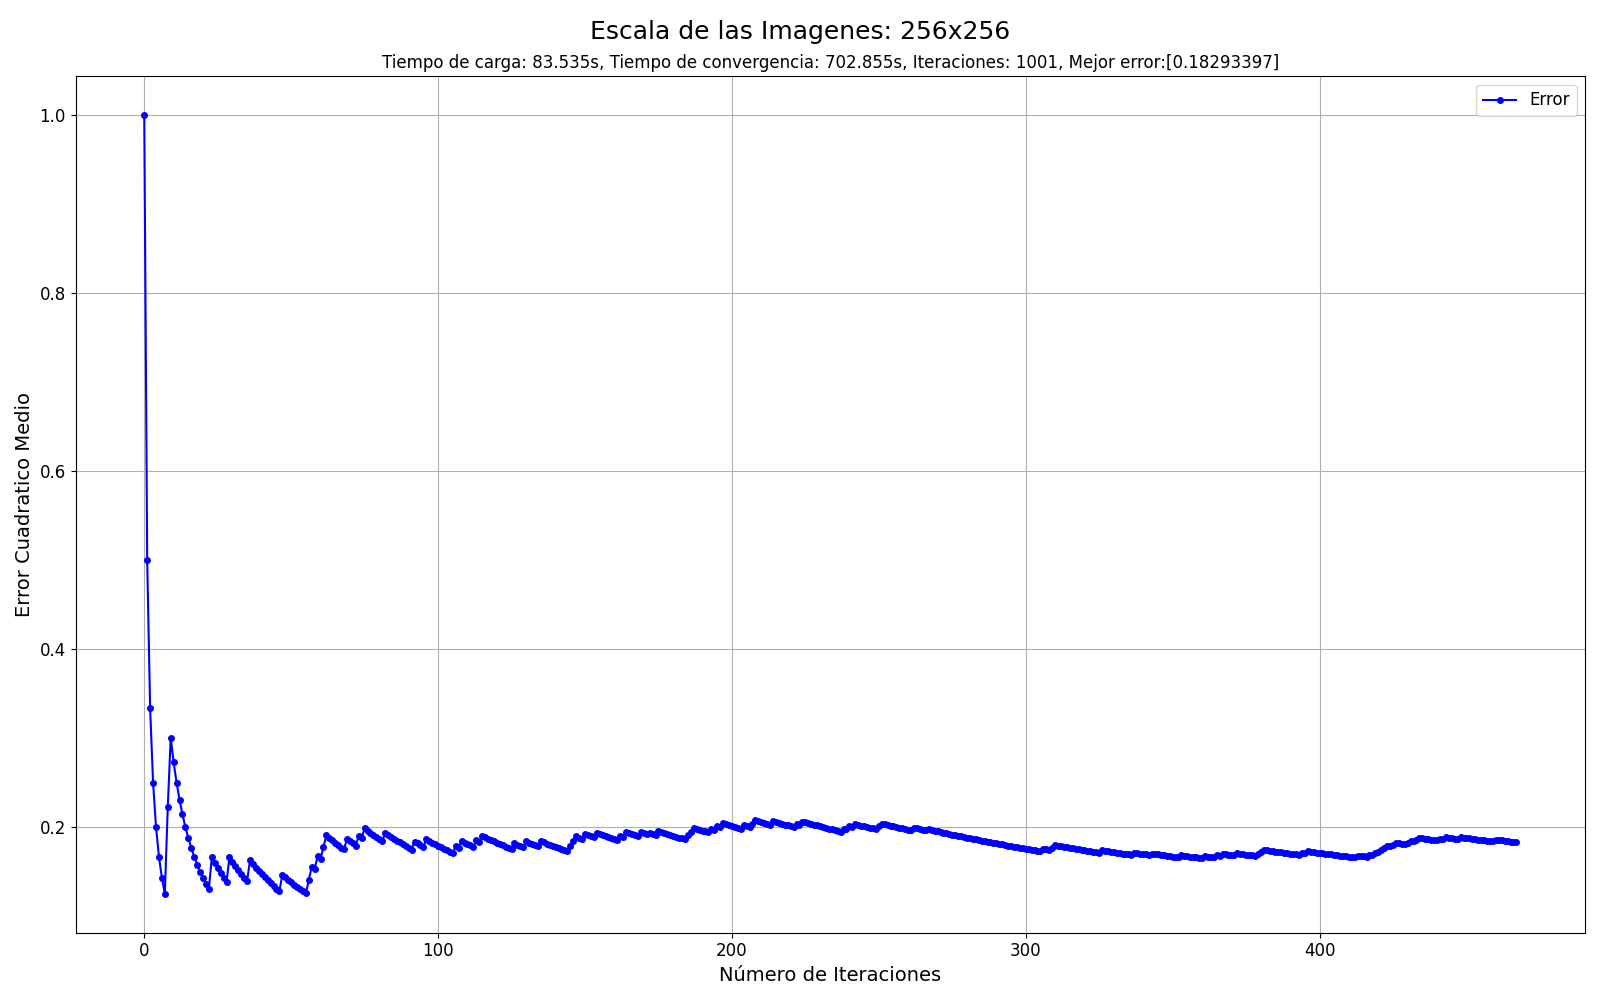 Escala de las Imagenes: 256x256
Tiempo de carga: 83.535s, Tiempo de convergencia: 702.855s, Iteraciones: 1001, Mejor error:[0.18293397]
Error
1.0
0.8
0.6
0.4
0.2
Error Cuadratico Medio
0 100 200 300 400
Número de Iteraciones